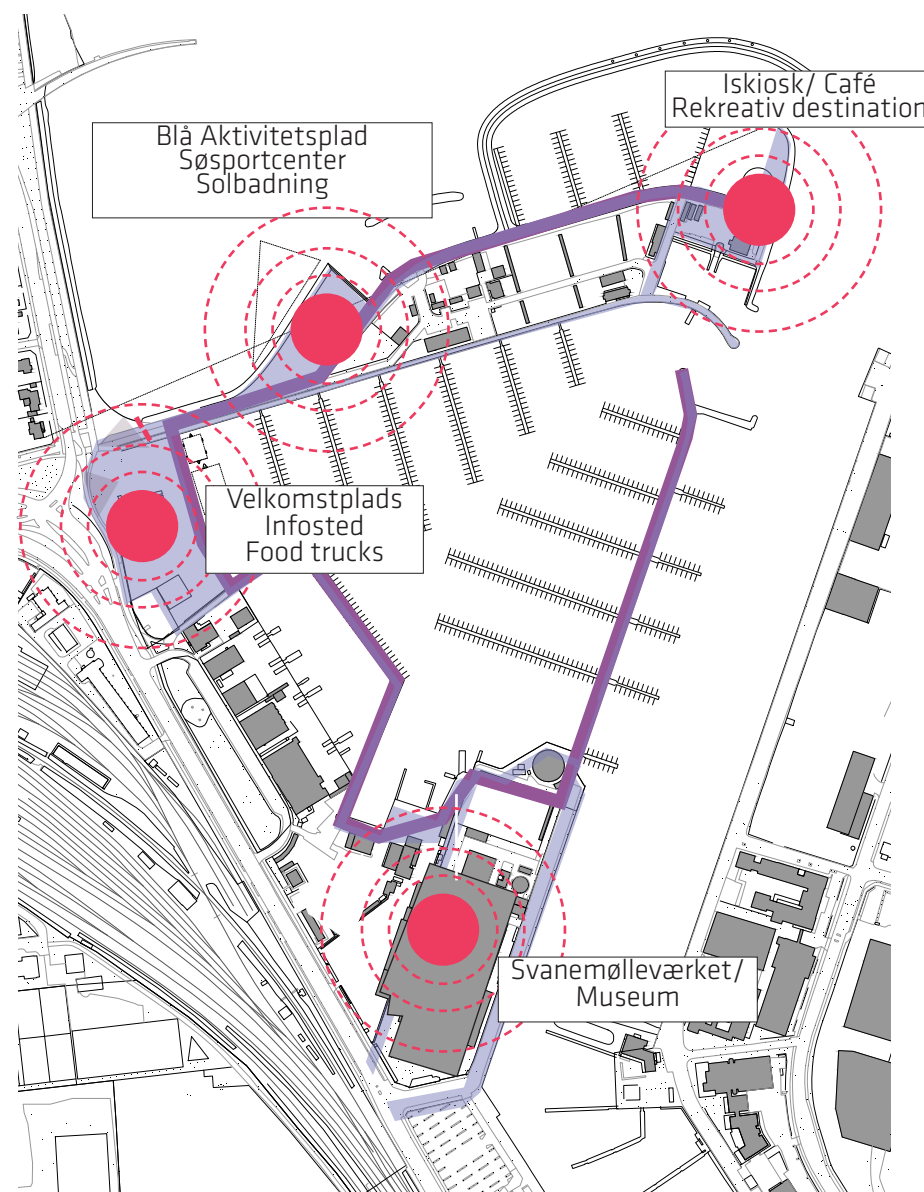 Iskiosk/ Café
Rekreativ destination
Blå Aktivitetsplad
Søsportcenter
Solbadning
Velkomstplads
Infosted
Food trucks
Svanemølleværket/
Museum